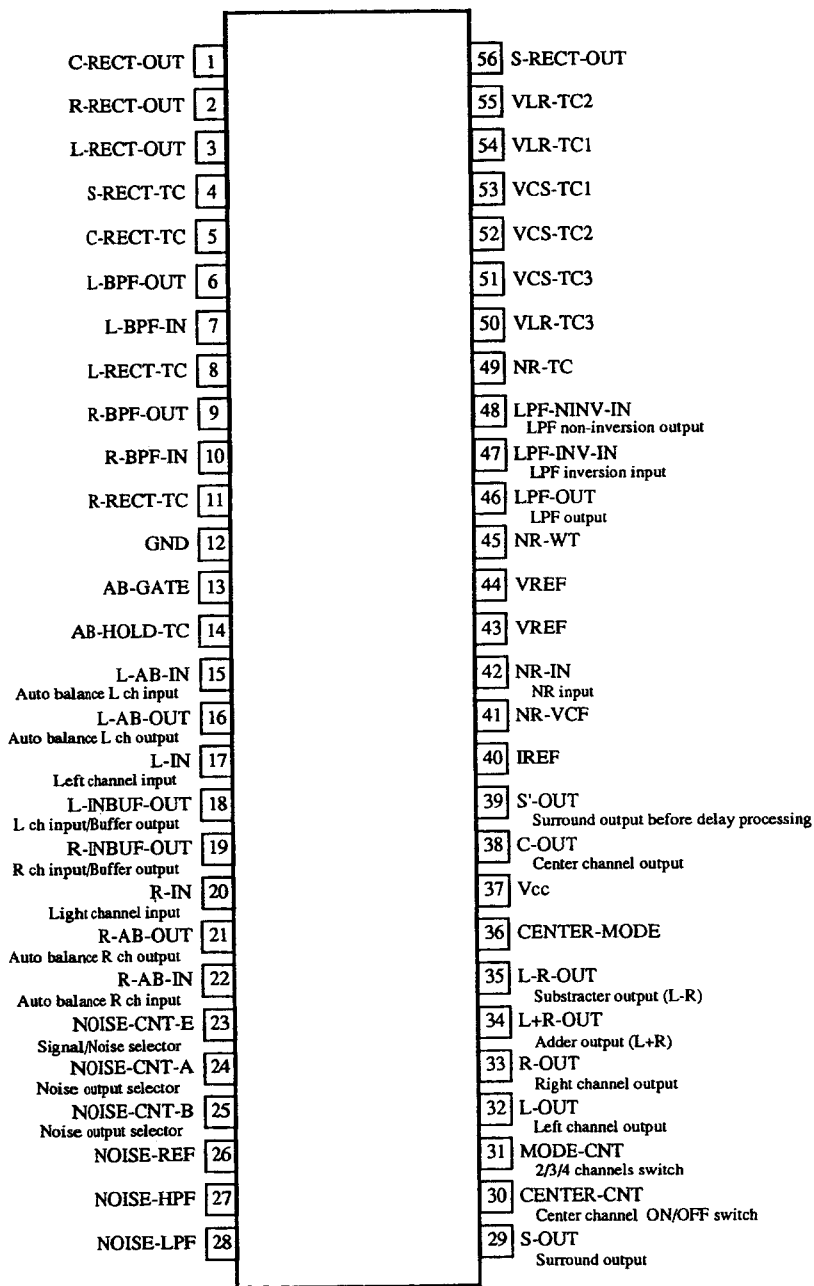 C-RECT-OUT 1
R-RECT-OUT 2
L-RECT-OUT 3
S-RECT-TC 4
C-RECT-TC 5
L-BPF-OUT 6
L-BPF-IN 7
L-RECT-TC 8
R-BPF-OUT 9
R-BPF-IN 10
R-RECT-TC 11
GND 12
AB-GATE 13
AB-HOLD-TC 14
L-AB-IN 15
Auto balance L ch input
L-AB-OUT 16
Auto balance L ch output
L-IN 17
Left channel input
L-INBUF-OUT 18
L ch input/Buffer output
R-INBUF-OUT 19
R ch input/Buffer output
R-IN 20
Light channel input
R-AB-OUT 21
Auto balance R ch output
R-AB-IN 22
Auto balance R ch input
NOISE-CNT-E 23
Signal/Noise selector
NOISE-CNT-A 24
Noise output selector
NOISE-CNT-B 25
Noise output selector
NOISE-REF 26
NOISE-HPF 27
NOISE-LPF 28
56 S-RECT-OUT
55 VLR-TC2
54 VLR-TC1
53 VCS-TC1
52 VCS-TC2
51 VCS-TC3
50 VLR-TC3
49 NR-TC
48 LPF-NINV-IN
LPF non-inversion output
47 LPF-INV-IN
LPF inversion input
46 LPF-OUT
LPF output
45 NR-WT
44 VREF
43 VREF
42 NR-IN
NR input
41 NR-VCF
40 IREF
39 S'-OUT
Surround output before delay processing
38 C-OUT
Center channel output
37 Vcc
36 CENTER-MODE
35 L-R-OUT
Substracter output (L-R)
34 L+R-OUT
Adder output (L+R)
33 R-OUT
Right channel output
32 L-OUT
Left channel output
31 MODE-CNT
2/3/4 channels switch
30 CENTER-CNT
Center channel ON/OFF switch
29 S-OUT
Surround output